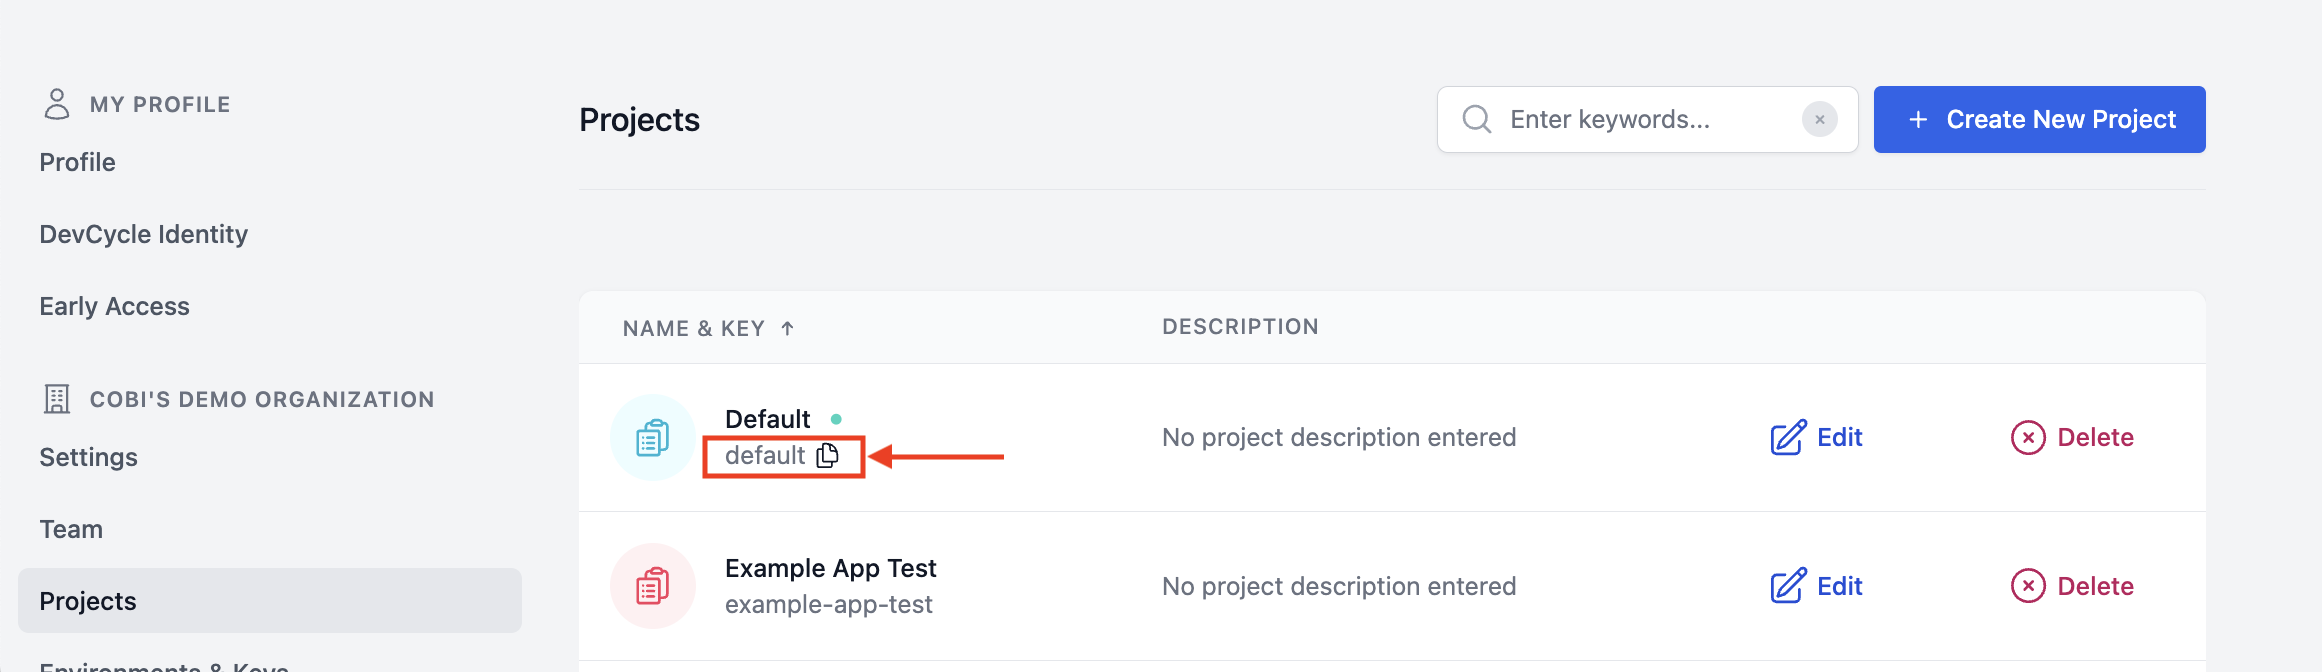 MY PROFILE
Profile
DevCycle Identity
Early Access
COBI'S DEMO ORGANIZATION
Settings
Team
Projects
Environments & Keys
Projects
Enter keywords...
+ Create New Project
NAME & KEY ↑
DESCRIPTION
Default
default
No project description entered
Edit
Delete
Example App Test
example-app-test
No project description entered
Edit
Delete